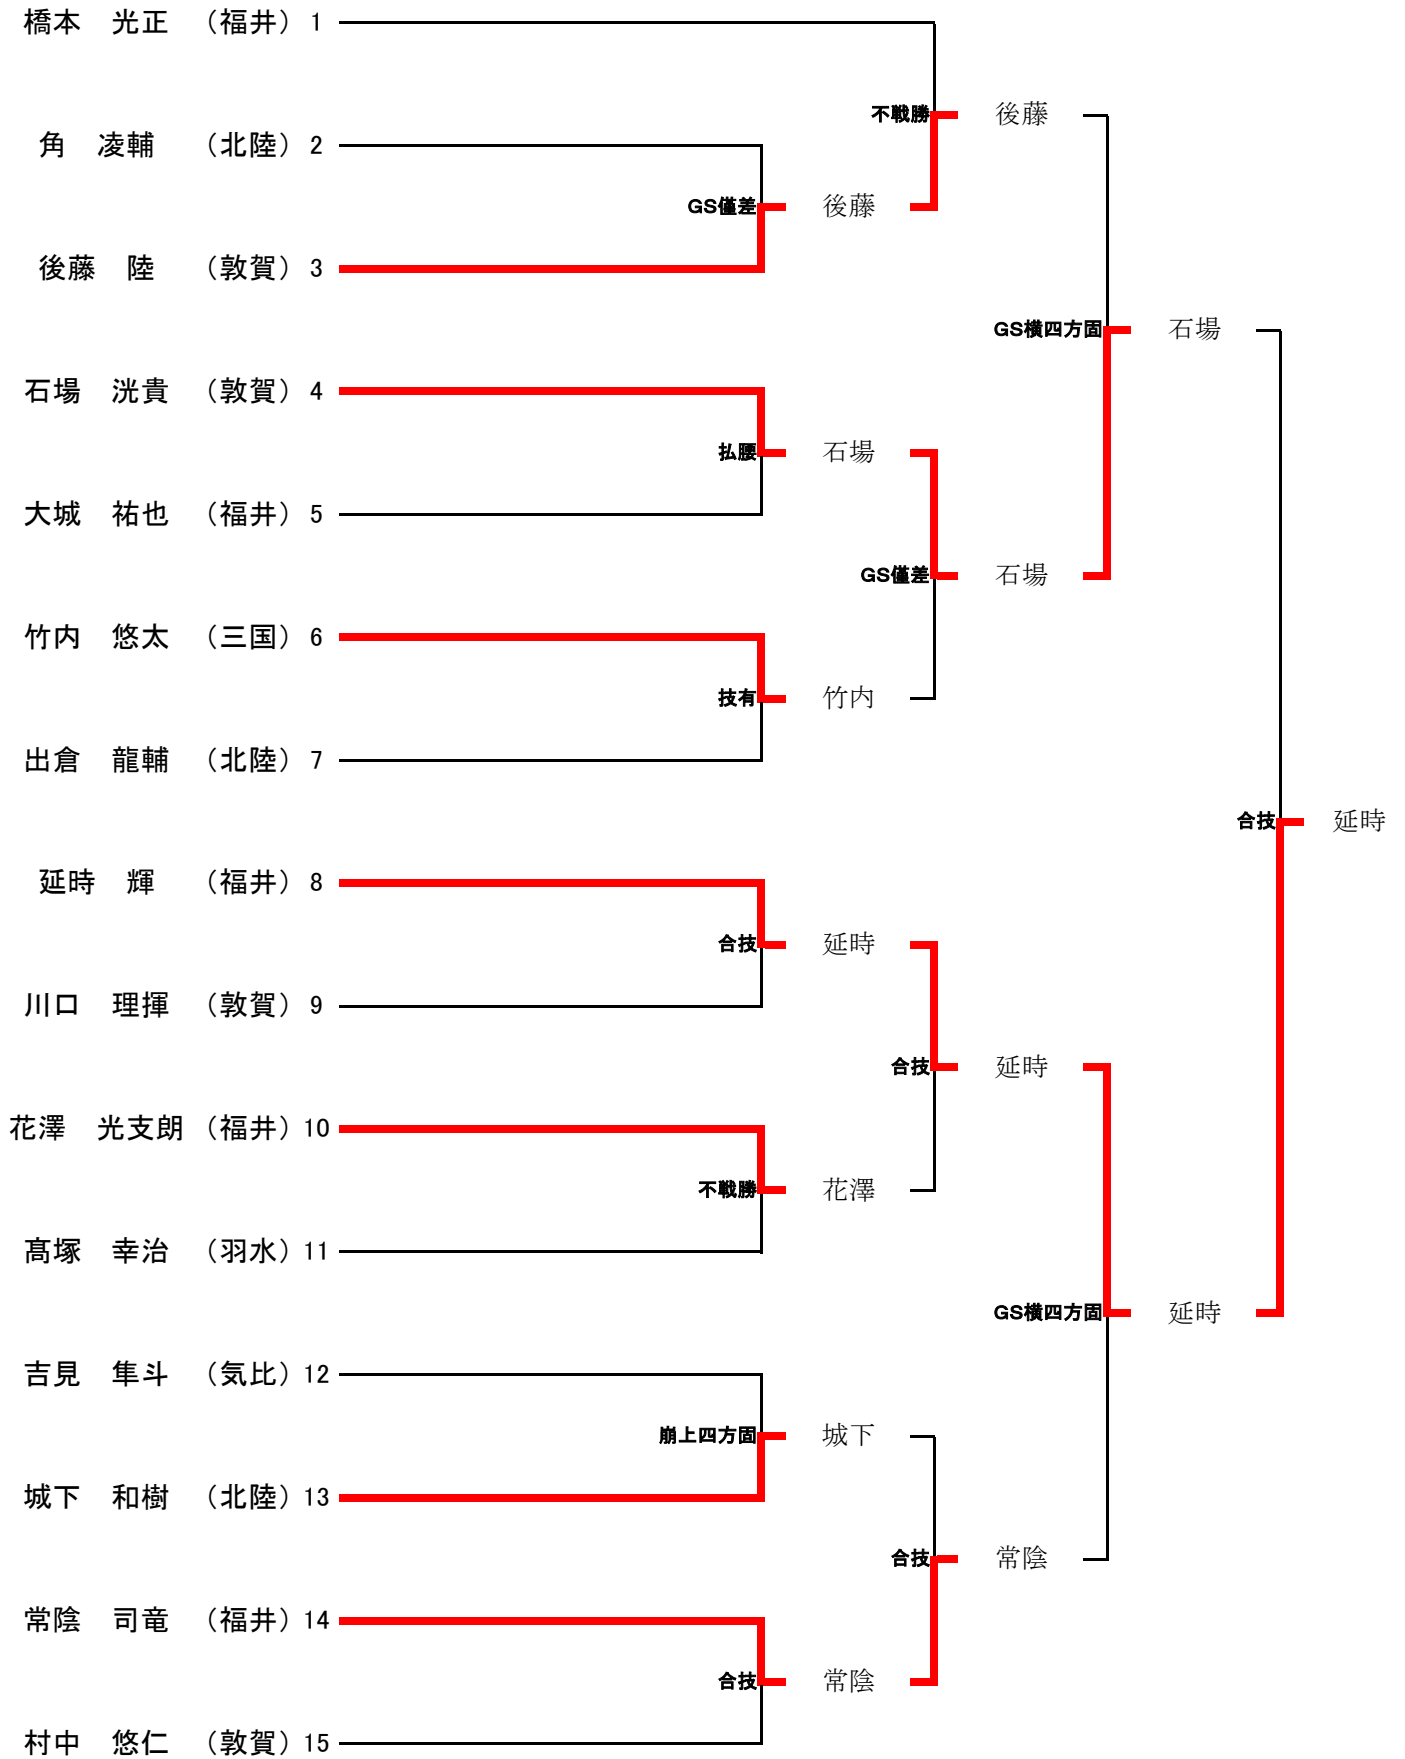 橋本　光正　（福井）　1
不戦勝　後藤
角　凌輔　（北陸）　2
GS僅差　後藤
後藤　陸　（敦賀）　3
GS横四方固　石場
石場　洸貴　（敦賀）　4
払腰　石場
大城　祐也　（福井）　5
GS僅差　石場
竹内　悠太　（三国）　6
技有　竹内
出倉　龍輔　（北陸）　7
合技　延時
延時　輝　（福井）　8
合技　延時
川口　理揮　（敦賀）　9
合技　延時
花澤　光支朗　（福井）　10
不戦勝　花澤
髙塚　幸治　（羽水）　11
GS横四方固　延時
吉見　隼斗　（気比）　12
崩上四方固　城下
城下　和樹　（北陸）　13
合技　常陰
常陰　司竜　（福井）　14
合技　常陰
村中　悠仁　（敦賀）　15